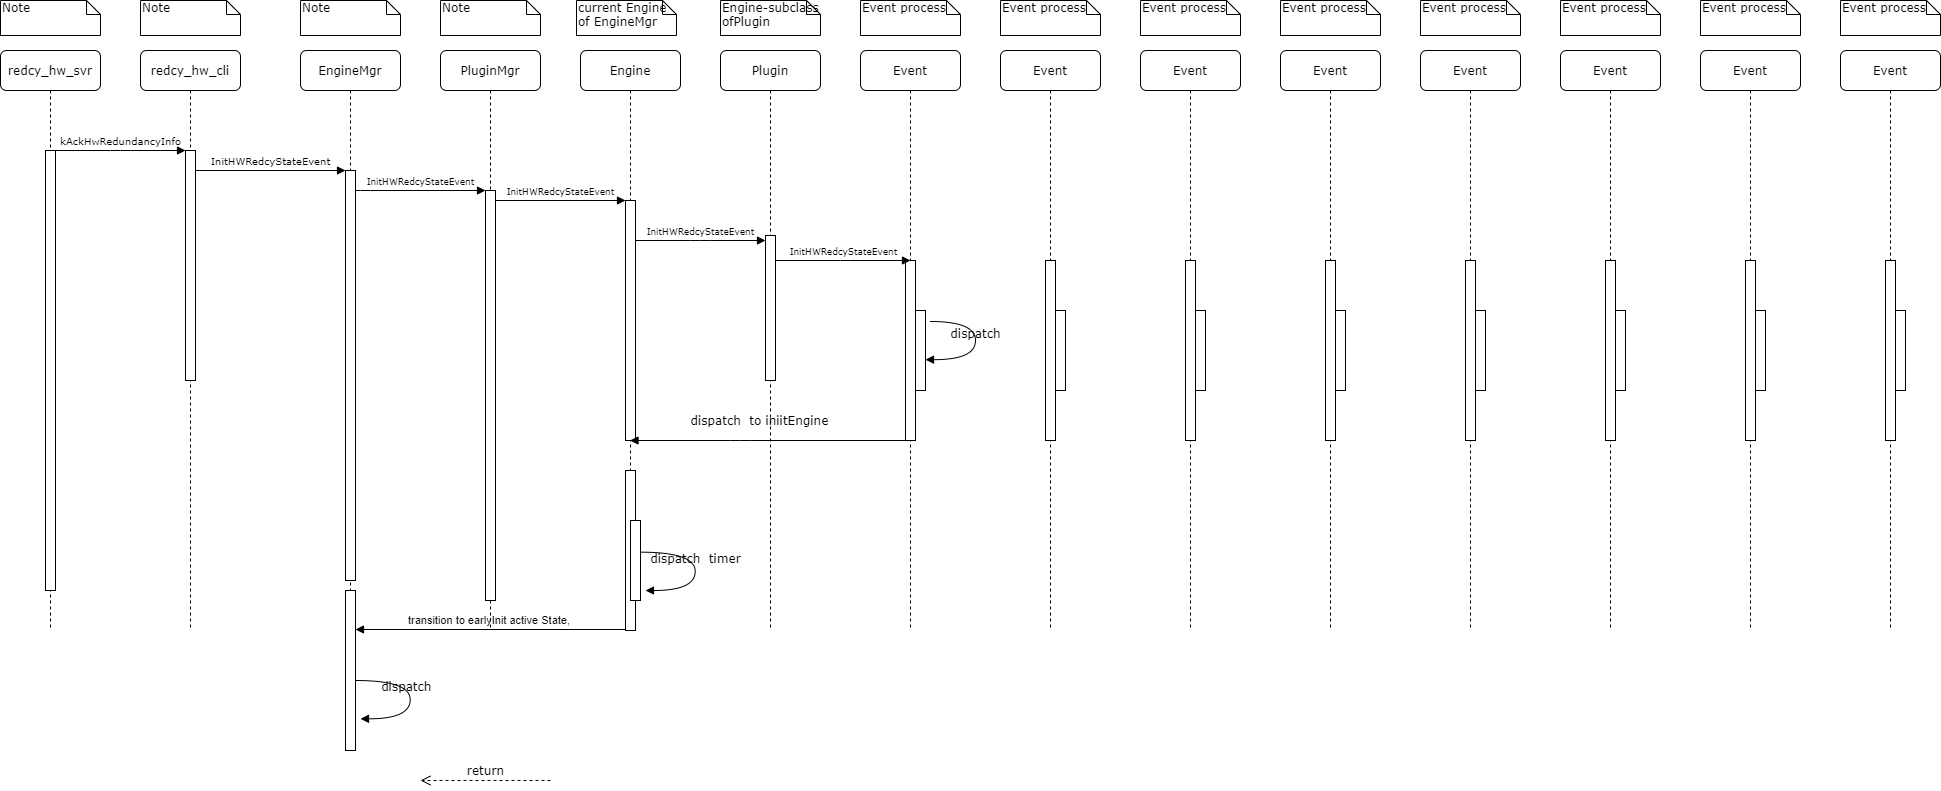 Note
Note
Note
Note
current Engine
of EngineMgr
Engine-subclass
ofPlugin
Event process
Event process
Event process
Event process
Event process
Event process
Event process
Event process
redcy_hw_svr
redcy_hw_cli
EngineMgr
PluginMgr
Engine
Plugin
Event
Event
Event
Event
Event
Event
Event
Event
kAckHwRedundancyInfo
InitHWRedcyStateEvent
InitHWRedcyStateEvent
InitHWRedcyStateEvent
InitHWRedcyStateEvent
InitHWRedcyStateEvent
dispatch
dispatch to iniitEngine
dispatch timer
transition to earlyInit active State,
dispatch
return